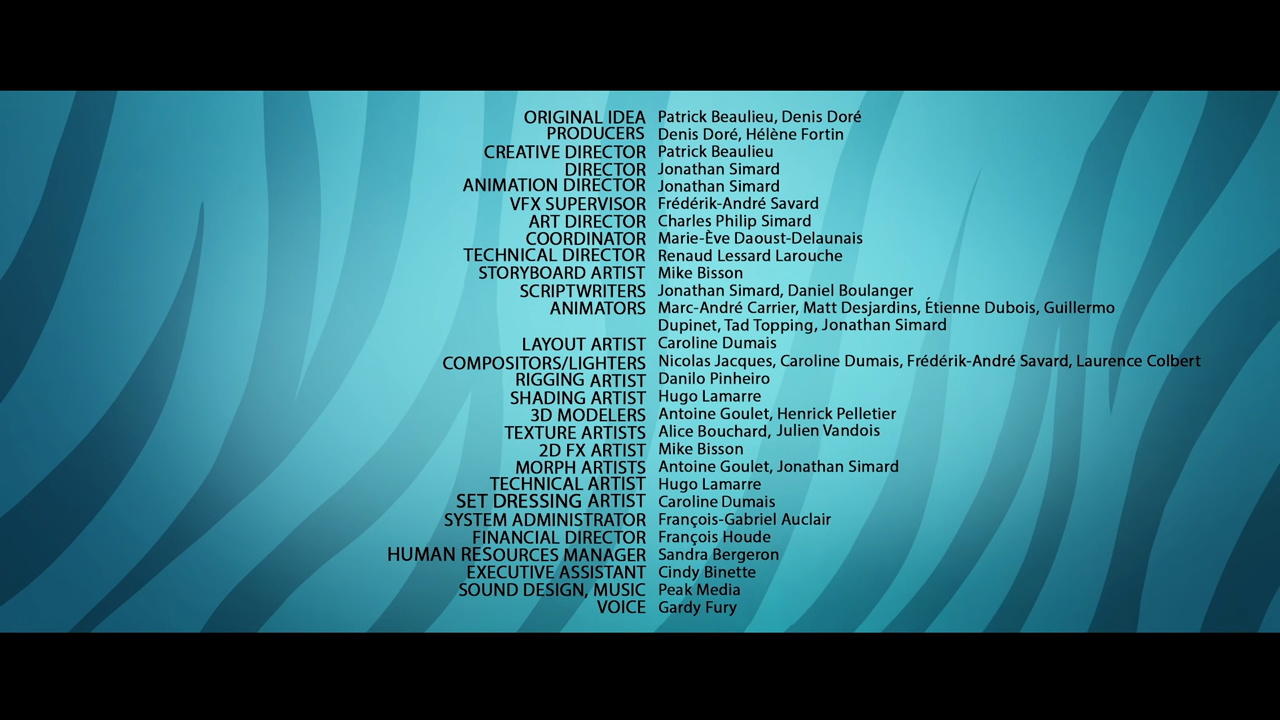 ORIGINAL IDEA Patrick Beaulieu, Denis Doré
PRODUCERS Denis Doré, Hélène Fortin
CREATIVE DIRECTOR Patrick Beaulieu
DIRECTOR Jonathan Simard
ANIMATION DIRECTOR Jonathan Simard
VFX SUPERVISOR Frédérik-André Savard
ART DIRECTOR Charles Philip Simard
COORDINATOR Marie-Ève Daoust-Delaunais
TECHNICAL DIRECTOR Renaud Lessard Larouche
STORYBOARD ARTIST Mike Bisson
SCRIPTWRITERS Jonathan Simard, Daniel Boulanger
ANIMATORS Marc-André Carrier, Matt Desjardins, Étienne Dubois, Guillermo
Dupinet, Tad Topping, Jonathan Simard
LAYOUT ARTIST Caroline Dumais
COMPOSITORS/LIGHTERS Nicolas Jacques, Caroline Dumais, Frédérik-André Savard, Laurence Colbert
RIGGING ARTIST Danilo Pinheiro
SHADING ARTIST Hugo Lamarre
3D MODELERS Antoine Goulet, Henrick Pelletier
TEXTURE ARTISTS Alice Bouchard, Julien Vandois
2D FX ARTIST Mike Bisson
MORPH ARTISTS Antoine Goulet, Jonathan Simard
TECHNICAL ARTIST Hugo Lamarre
SET DRESSING ARTIST Caroline Dumais
SYSTEM ADMINISTRATOR François-Gabriel Auclair
FINANCIAL DIRECTOR François Houde
HUMAN RESOURCES MANAGER Sandra Bergeron
EXECUTIVE ASSISTANT Cindy Binette
SOUND DESIGN, MUSIC Peak Media
VOICE Gardy Fury